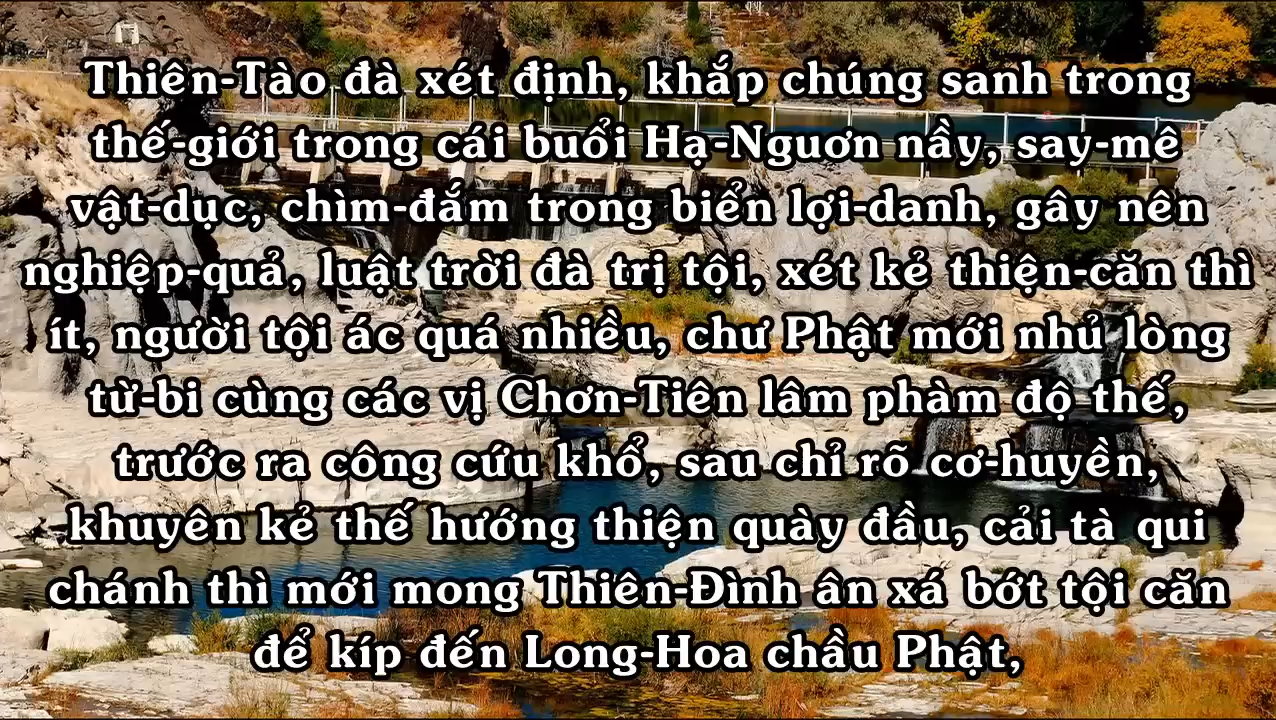 Thiên-Tào đà xét định, khắp chúng sanh trong
thế-giới trong cái buổi Hạ-Nguơn nầy, say-mê
vật-dục, chìm-đắm trong biển lợi-danh, gây nên
nghiệp-quả, luật trời đà trị tội, xét kẻ thiện-căn thì
ít, người tội ác quá nhiều, chư Phật mới nhủ lòng
từ-bi cùng các vị Chơn-Tiên lâm phàm độ thế,
trước ra công cứu khổ, sau chỉ rõ cơ-huyền,
khuyên kẻ thế hướng thiện quày đầu, cải tà qui
chánh thì mới mong Thiên-Đình ân xá bớt tội căn
để kíp đến Long-Hoa chầu Phật,